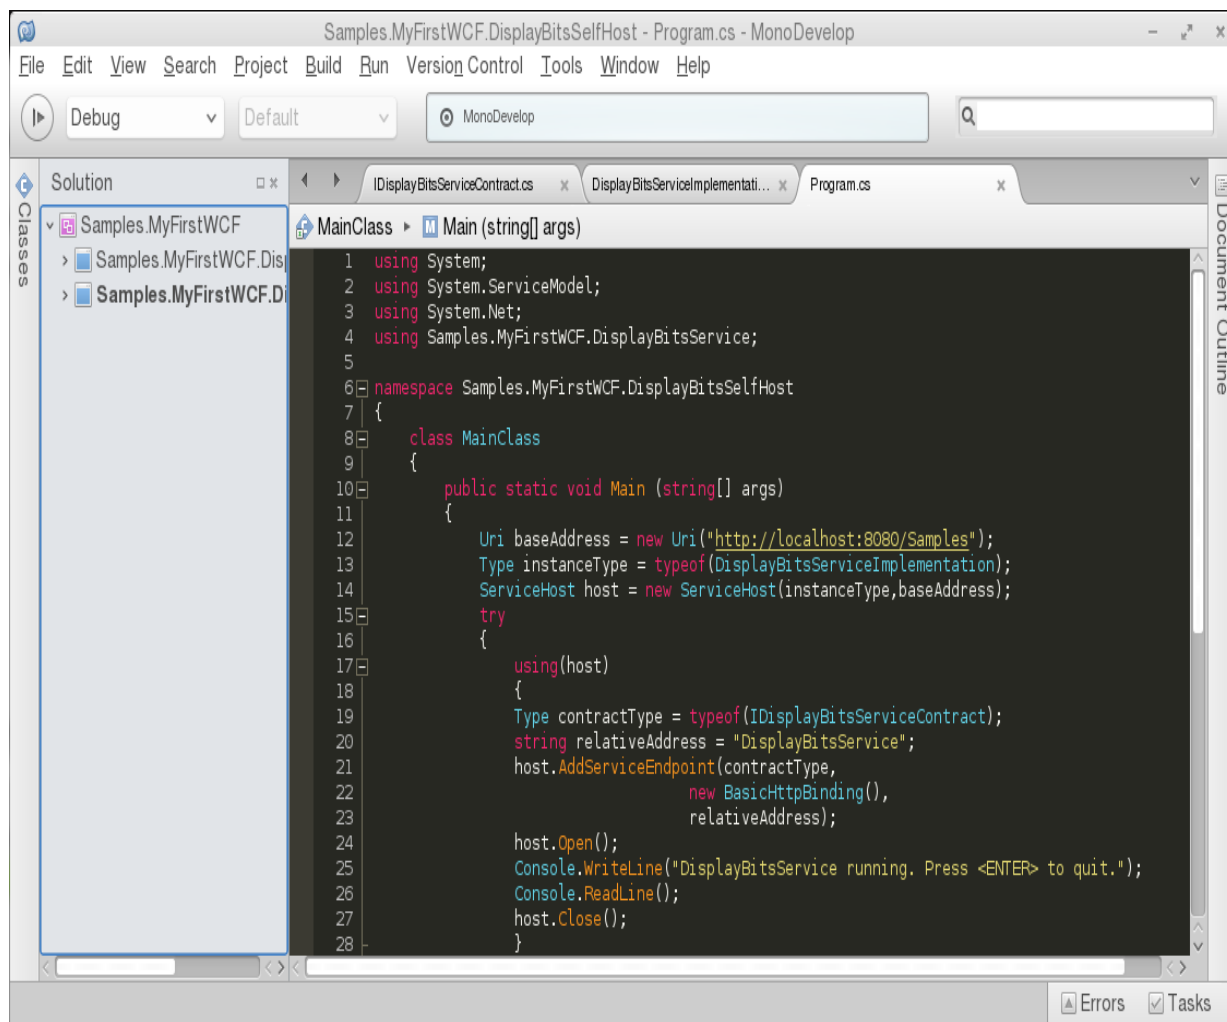 Samples.MyFirstWCF.DisplayBitsSelfHost - Program.cs - MonoDevelop
File Edit View Search Project Build Run Version Control Tools Window Help
Debug Default MonoDevelop
Classes
Solution
Samples.MyFirstWCF
Samples.MyFirstWCF.Disp
Samples.MyFirstWCF.Di
IDisplayBitsServiceContract.cs DisplayBitsServiceImplementati... Program.cs
MainClass Main (string[] args)
1 using System;
2 using System.ServiceModel;
3 using System.Net;
4 using Samples.MyFirstWCF.DisplayBitsService;
5
6 namespace Samples.MyFirstWCF.DisplayBitsSelfHost
7 {
8 class MainClass
9 {
10 public static void Main (string[] args)
11 {
12 Uri baseAddress = new Uri("http://localhost:8080/Samples");
13 Type instanceType = typeof(DisplayBitsServiceImplementation);
14 ServiceHost host = new ServiceHost(instanceType,baseAddress);
15 try
16 {
17 using(host)
18 {
19 Type contractType = typeof(IDisplayBitsServiceContract);
20 string relativeAddress = "DisplayBitsService";
21 host.AddServiceEndpoint(contractType,
22 new BasicHttpBinding(),
23 relativeAddress);
24 host.Open();
25 Console.WriteLine("DisplayBitsService running. Press <ENTER> to quit.");
26 Console.ReadLine();
27 host.Close();
28 }
Document Outline
Errors Tasks